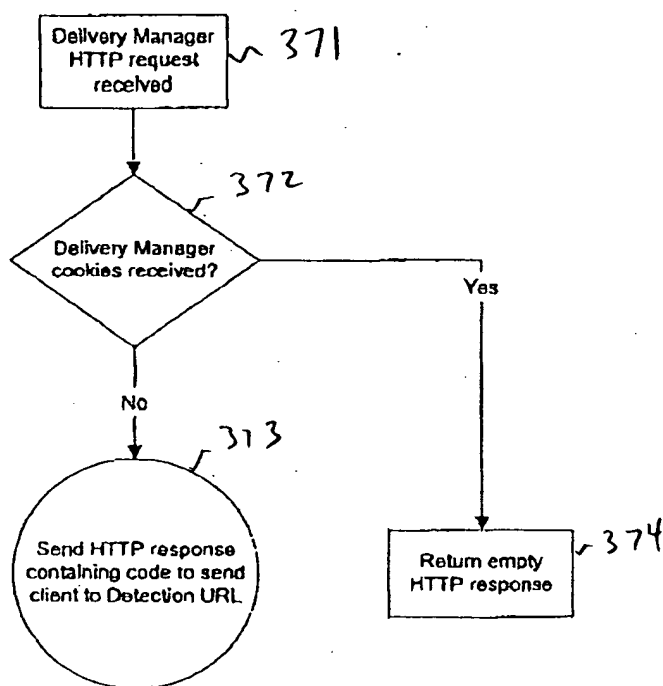 Delivery Manager
HTTP request
received
371
372
Delivery Manager
cookies received?
Yes
No
373
Send HTTP response
containing code to send
client to Detection URL
Return empty
HTTP response
374